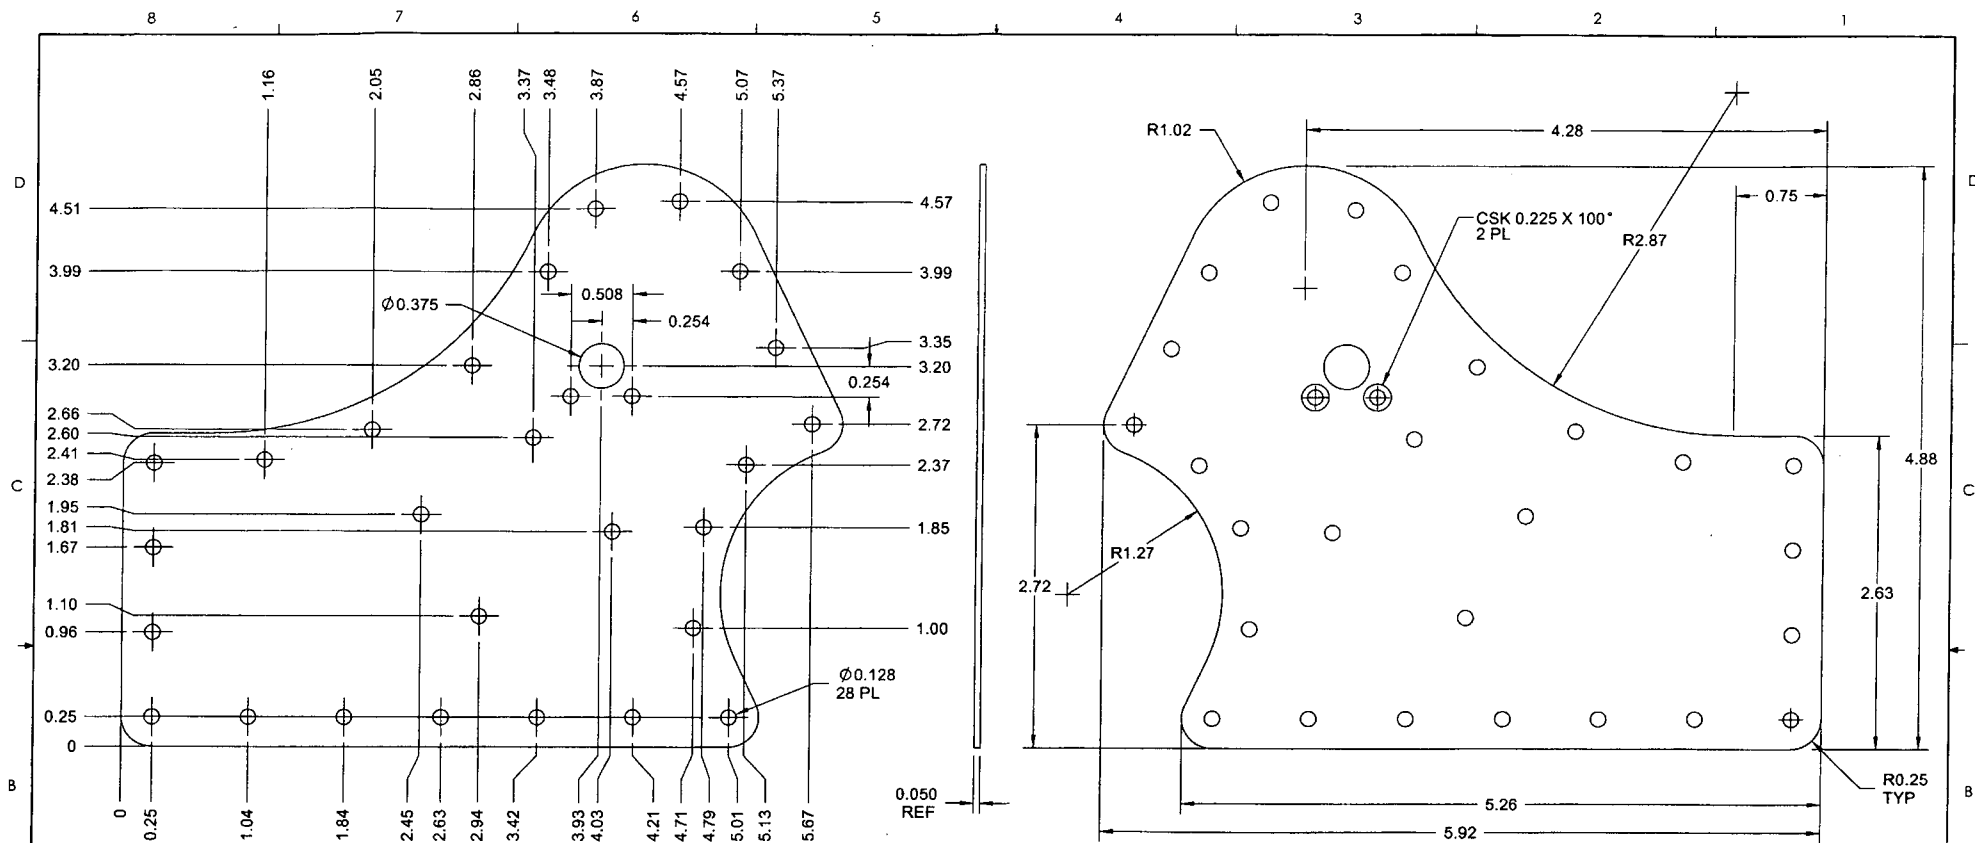 8 7 6 5 4 3 2 1
1.16 2.05 2.86 3.37 3.48 3.87 4.57 5.07 5.37
D
D
4.51
3.99
3.20
2.66
2.60
2.41
2.38
1.95
1.81
1.67
1.10
0.96
0.25
0
C
B
Ø0.375
0.508
0.254
0.254
4.57
3.99
3.35
3.20
2.72
2.37
1.85
1.00
Ø0.128
28 PL
0 0.25 1.04 1.84 2.45 2.63 2.94 3.42 3.93 4.03 4.21 4.71 4.79 5.01 5.13 5.67
0.050
REF
R1.02
4.28
0.75
CSK 0.225 X 100°
2 PL
R2.87
4.88
R1.27
2.72
2.63
R0.25
TYP
5.26
5.92
C
B